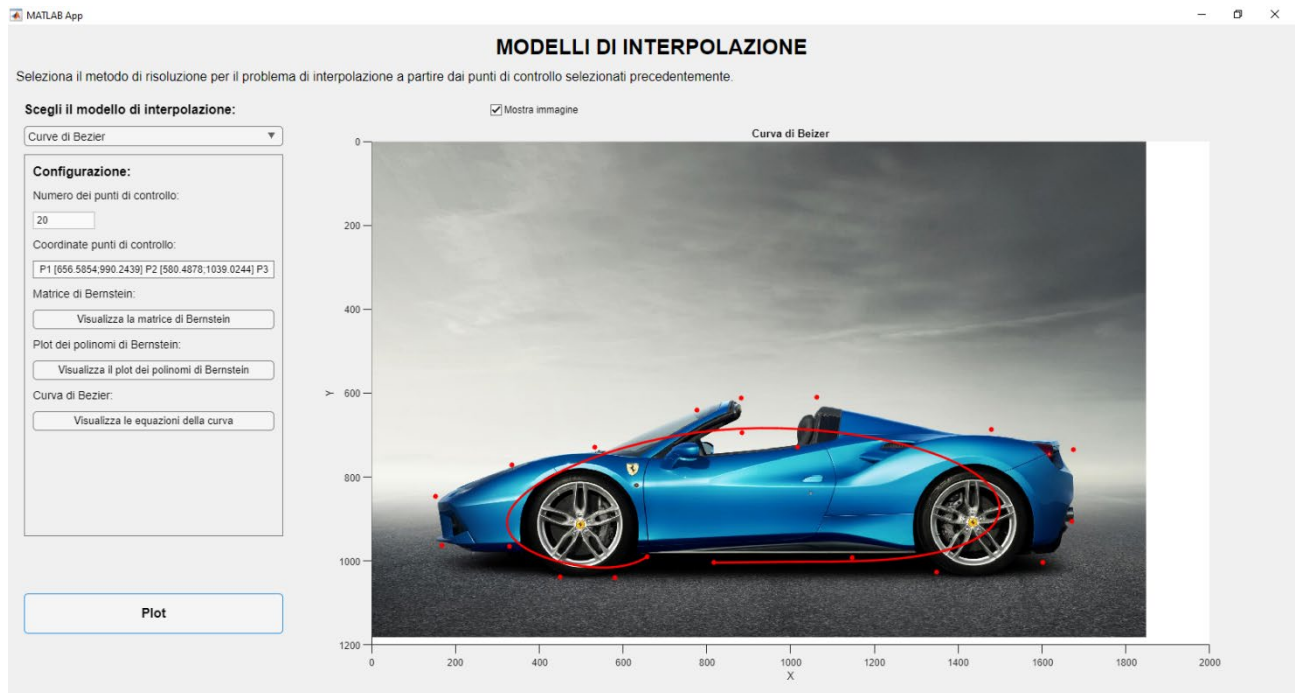 MATLAB App
MODELLI DI INTERPOLAZIONE
Seleziona il metodo di risoluzione per il problema di interpolazione a partire dai punti di controllo selezionati precedentemente.
Scegli il modello di interpolazione:
Curve di Bezier
Configurazione:
Numero dei punti di controllo:
20
Coordinate punti di controllo:
P1 [656.5854;990.2439] P2 [580.4878;1039.0244] P3
Matrice di Bernstein:
Visualizza la matrice di Bernstein
Plot dei polinomi di Bernstein:
Visualizza il plot dei polinomi di Bernstein
Curva di Bezier:
Visualizza le equazioni della curva
Plot
Mostra immagine
Curva di Beizer
0
200
400
600
800
1000
1200
Y
0 200 400 600 800 1000 1200 1400 1600 1800 2000
X